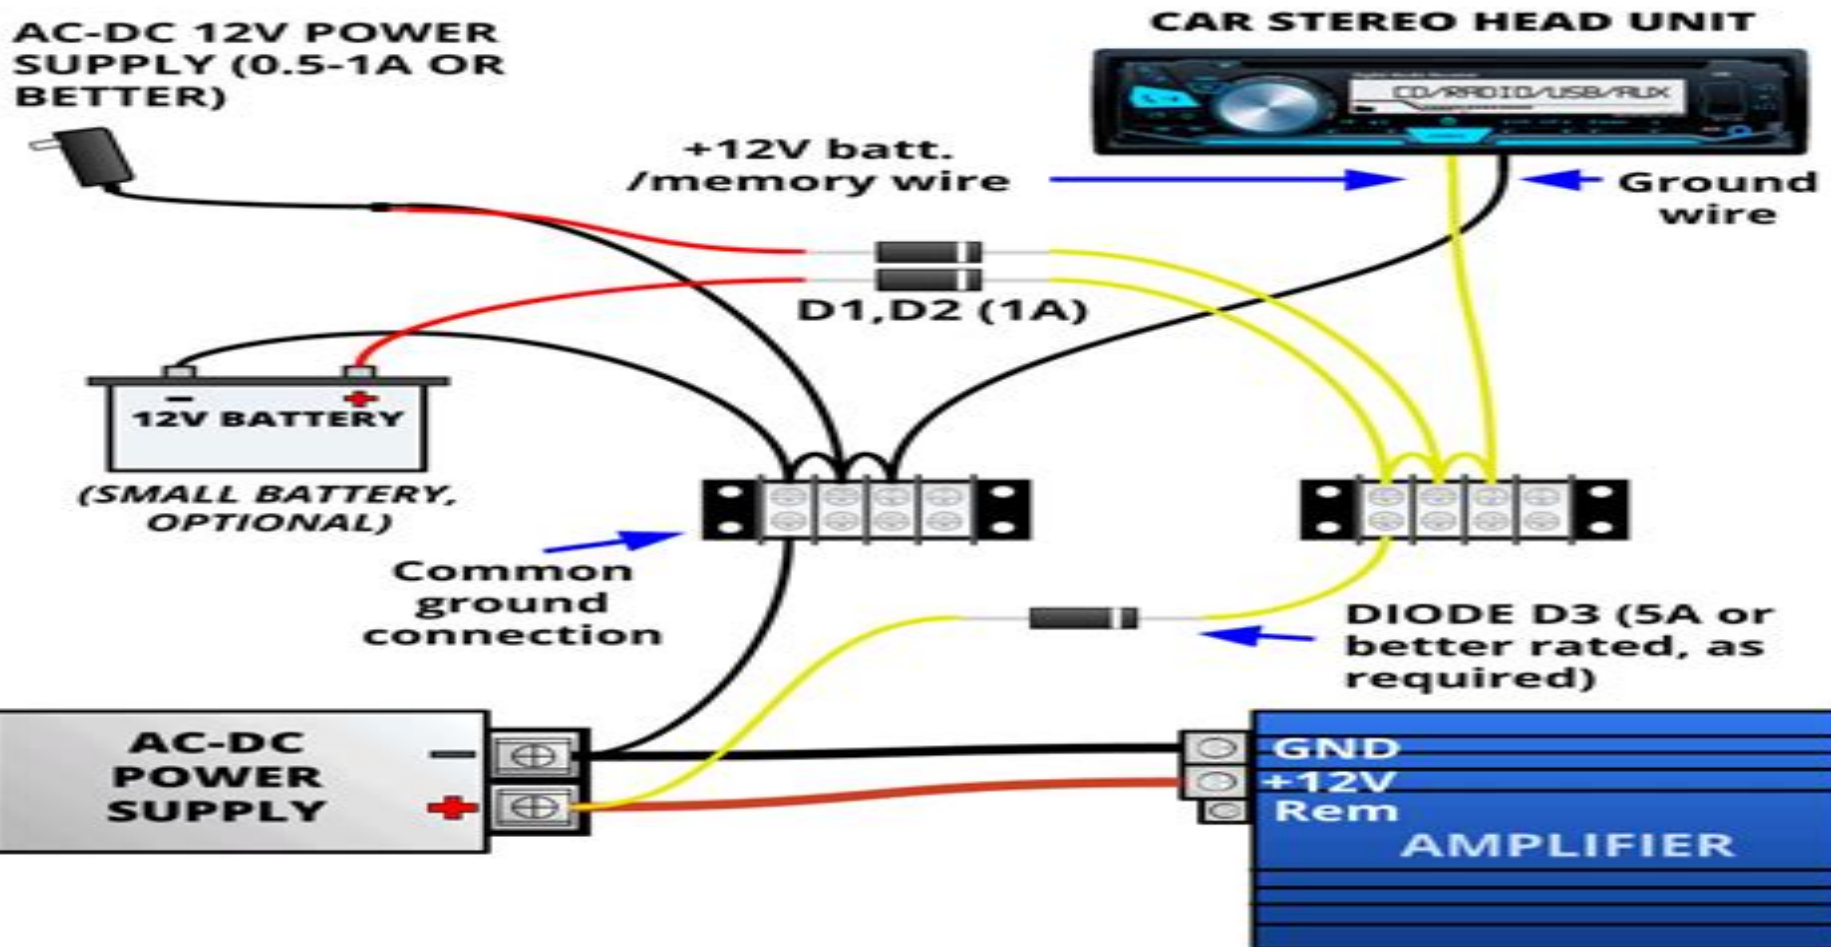 AC-DC 12V POWER
SUPPLY (0.5-1A OR
BETTER)
CAR STEREO HEAD UNIT
CD/RADIO/USB/AUX
+12V batt.
/memory wire
Ground
wire
D1,D2 (1A)
- +
12V BATTERY
(SMALL BATTERY,
OPTIONAL)
Common
ground
connection
DIODE D3 (5A or
better rated, as
required)
AC-DC
POWER
SUPPLY
-
+
GND
+12V
Rem
AMPLIFIER